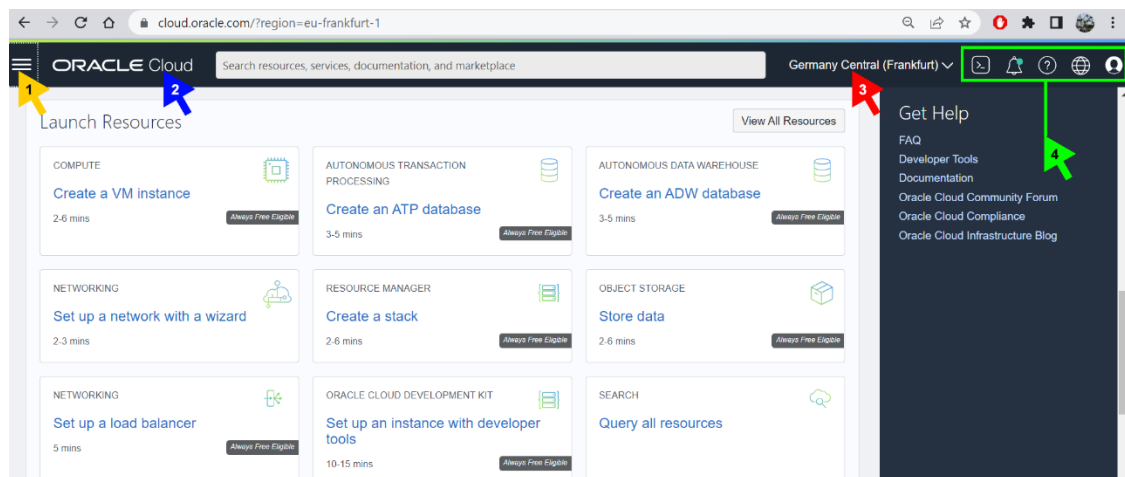 cloud.oracle.com/?region=eu-frankfurt-1
ORACLE Cloud
Search resources, services, documentation, and marketplace
Germany Central (Frankfurt)
1
2
3
4
Launch Resources
View All Resources
COMPUTE
Create a VM instance
2-6 mins
Always Free Eligible
AUTONOMOUS TRANSACTION
PROCESSING
Create an ATP database
3-5 mins
Always Free Eligible
AUTONOMOUS DATA WAREHOUSE
Create an ADW database
3-5 mins
Always Free Eligible
NETWORKING
Set up a network with a wizard
2-3 mins
RESOURCE MANAGER
Create a stack
2-6 mins
Always Free Eligible
OBJECT STORAGE
Store data
2-6 mins
Always Free Eligible
NETWORKING
Set up a load balancer
5 mins
Always Free Eligible
ORACLE CLOUD DEVELOPMENT KIT
Set up an instance with developer
tools
10-15 mins
Always Free Eligible
SEARCH
Query all resources
Get Help
FAQ
Developer Tools
Documentation
Oracle Cloud Community Forum
Oracle Cloud Compliance
Oracle Cloud Infrastructure Blog